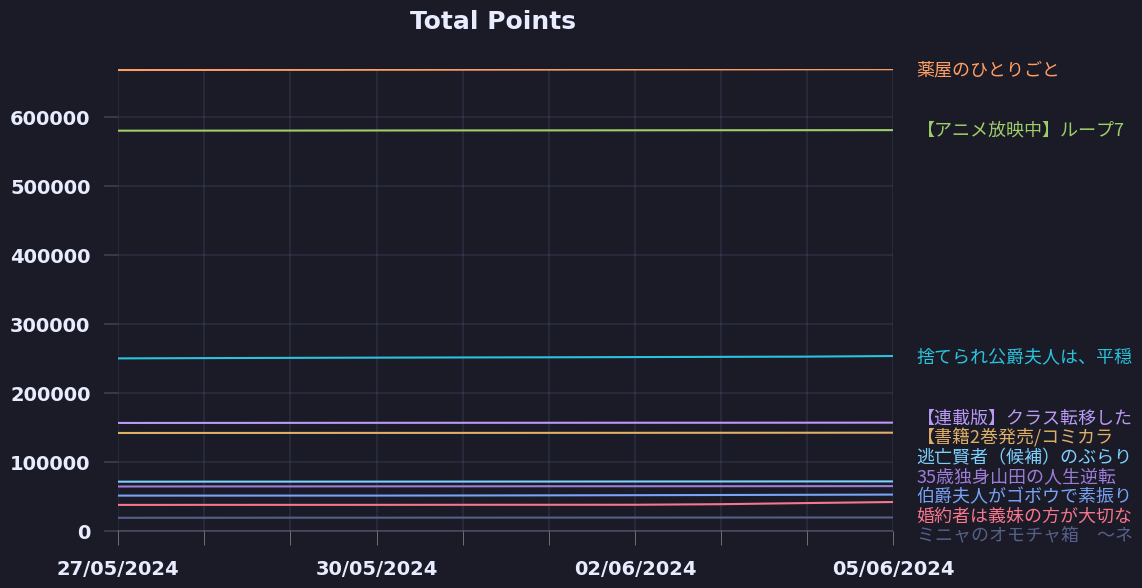 Total Points
600000
500000
400000
300000
200000
100000
0
27/05/2024
30/05/2024
02/06/2024
05/06/2024
薬屋のひとりごと
【アニメ放映中】ループ7
捨てられ公爵夫人は、平穏
【連載版】クラス転移した
【書籍2巻発売/コミカラ
逃亡賢者（候補）のぶらり
35歳独身山田の人生逆転
伯爵夫人がゴボウで素振り
婚約者は義妹の方が大切な
ミニャのオモチャ箱　～ネ